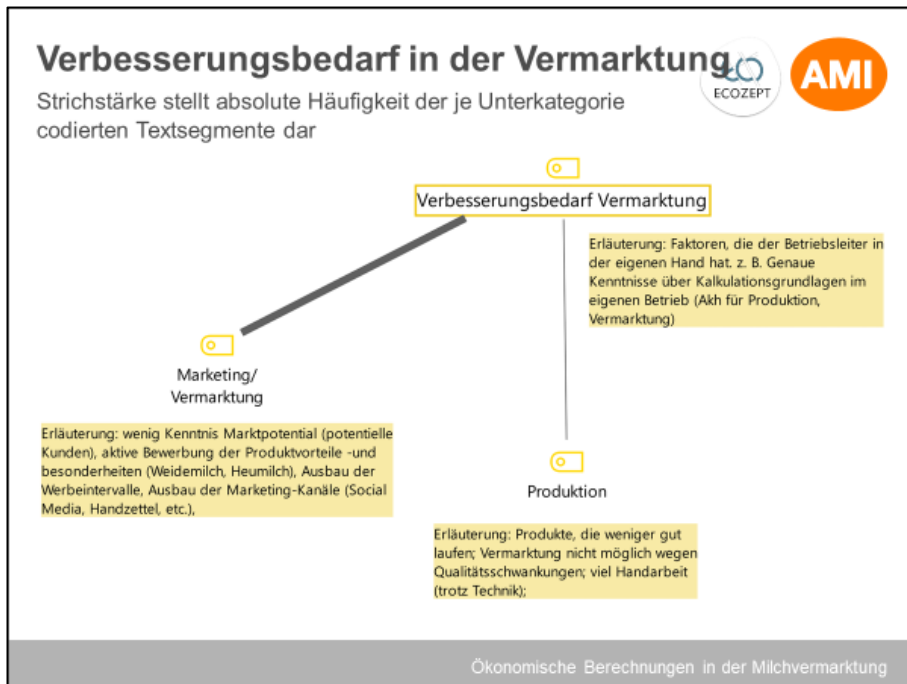 Verbesserungsbedarf in der Vermarktung
ECOZEPT
AMI
Strichstärke stellt absolute Häufigkeit der je Unterkategorie
codierten Textsegmente dar
Verbesserungsbedarf Vermarktung
Erläuterung: Faktoren, die der Betriebsleiter in
der eigenen Hand hat. z. B. Genaue
Kenntnisse über Kalkulationsgrundlagen im
eigenen Betrieb (Akh für Produktion,
Vermarktung)
Marketing/
Vermarktung
Erläuterung: wenig Kenntnis Marktpotential (potentielle
Kunden), aktive Bewerbung der Produktvorteile -und
besonderheiten (Weidemilch, Heumilch), Ausbau der
Werbeintervalle, Ausbau der Marketing-Kanäle (Social
Media, Handzettel, etc.),
Produktion
Erläuterung: Produkte, die weniger gut
laufen; Vermarktung nicht möglich wegen
Qualitätsschwankungen; viel Handarbeit
(trotz Technik);
Ökonomische Berechnungen in der Milchvermarktung